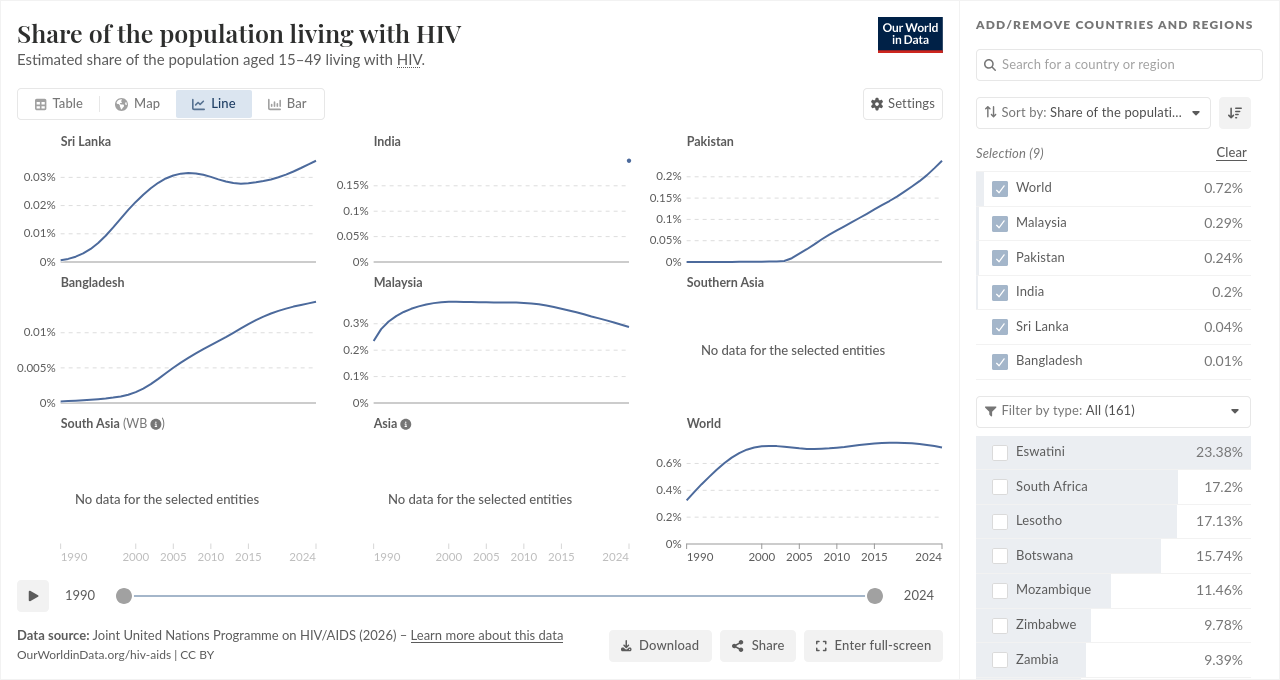 Share of the population living with HIV
Estimated share of the population aged 15–49 living with HIV.
Our World
in Data
Table
Map
Line
Bar
Settings
Sri Lanka
0.03%
0.02%
0.01%
0%
India
0.15%
0.1%
0.05%
0%
Pakistan
0.2%
0.15%
0.1%
0.05%
0%
Bangladesh
0.01%
0.005%
0%
Malaysia
0.3%
0.2%
0.1%
0%
Southern Asia
No data for the selected entities
South Asia (WB)
No data for the selected entities
1990 2000 2005 2010 2015 2024
Asia
No data for the selected entities
1990 2000 2005 2010 2015 2024
World
0.6%
0.4%
0.2%
0%
1990 2000 2005 2010 2015 2024
1990
2024
Data source: Joint United Nations Programme on HIV/AIDS (2026) – Learn more about this data
OurWorldinData.org/hiv-aids | CC BY
Download
Share
Enter full-screen
ADD/REMOVE COUNTRIES AND REGIONS
Search for a country or region
Sort by: Share of the populati...
Selection (9)
Clear
World 0.72%
Malaysia 0.29%
Pakistan 0.24%
India 0.2%
Sri Lanka 0.04%
Bangladesh 0.01%
Filter by type: All (161)
Eswatini 23.38%
South Africa 17.2%
Lesotho 17.13%
Botswana 15.74%
Mozambique 11.46%
Zimbabwe 9.78%
Zambia 9.39%